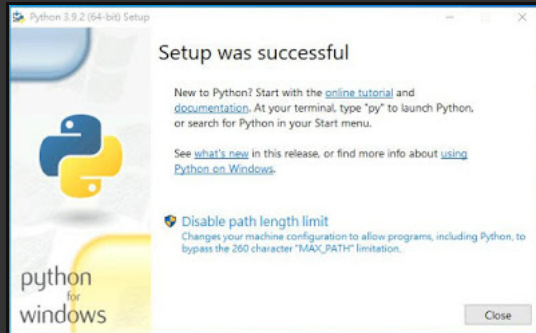 Python 3.9.2 (64-bit) Setup
Setup was successful
New to Python? Start with the online tutorial and
documentation. At your terminal, type "py" to launch Python,
or search for Python in your Start menu.
See what's new in this release, or find more info about using
Python on Windows.
Disable path length limit
Changes your machine configuration to allow programs, including Python, to
bypass the 260 character "MAX_PATH" limitation.
python
for
windows
Close